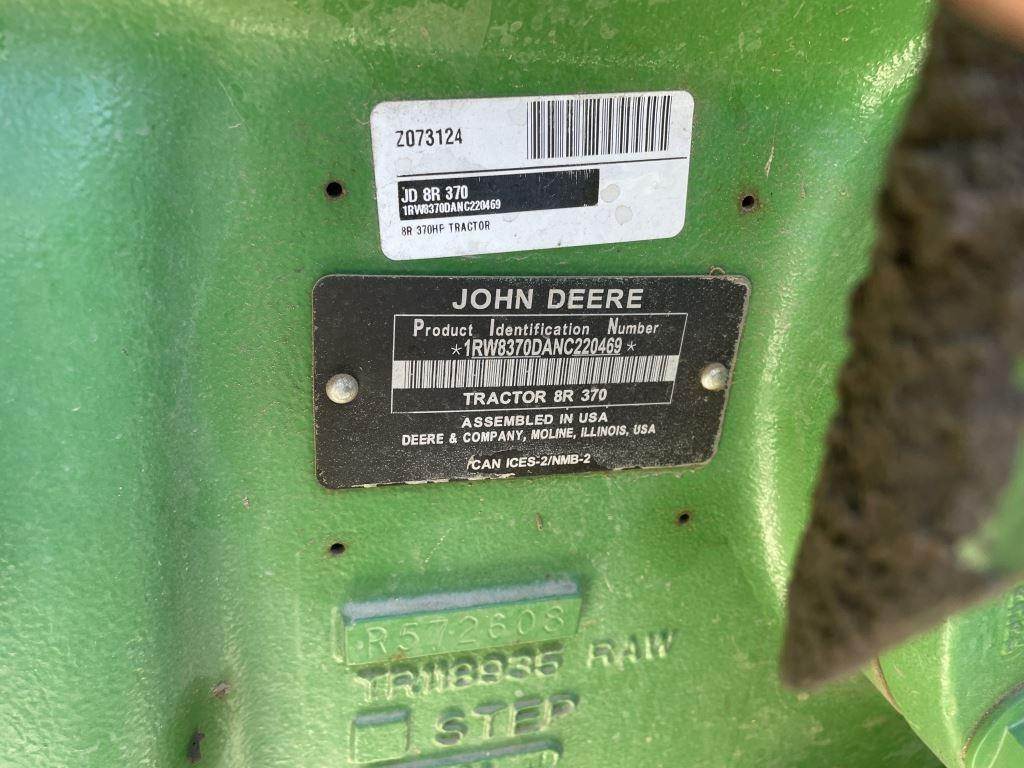 Z073124
JD 8R 370
1RW8370DANC220469
8R 370HP TRACTOR
JOHN DEERE
Product Identification Number
*1RW8370DANC220469*
TRACTOR 8R 370
ASSEMBLED IN USA
DEERE & COMPANY, MOLINE, ILLINOIS, USA
CAN ICES-2/NMB-2
R572608
TR118935 RAW
STEP